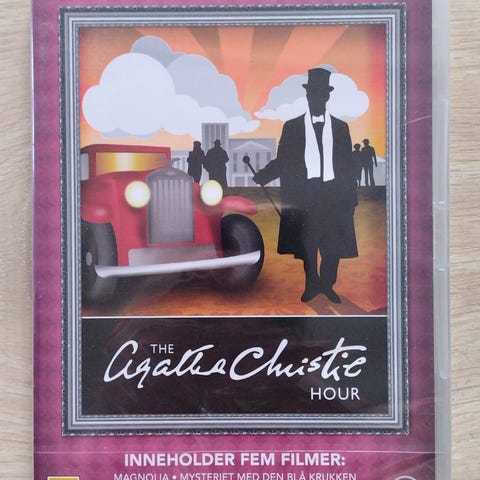 THE
Agatha Christie
HOUR
INNEHOLDER FEM FILMER:
MAGNOLIA • MYSTERIET MED DEN BLÅ KRUKKEN